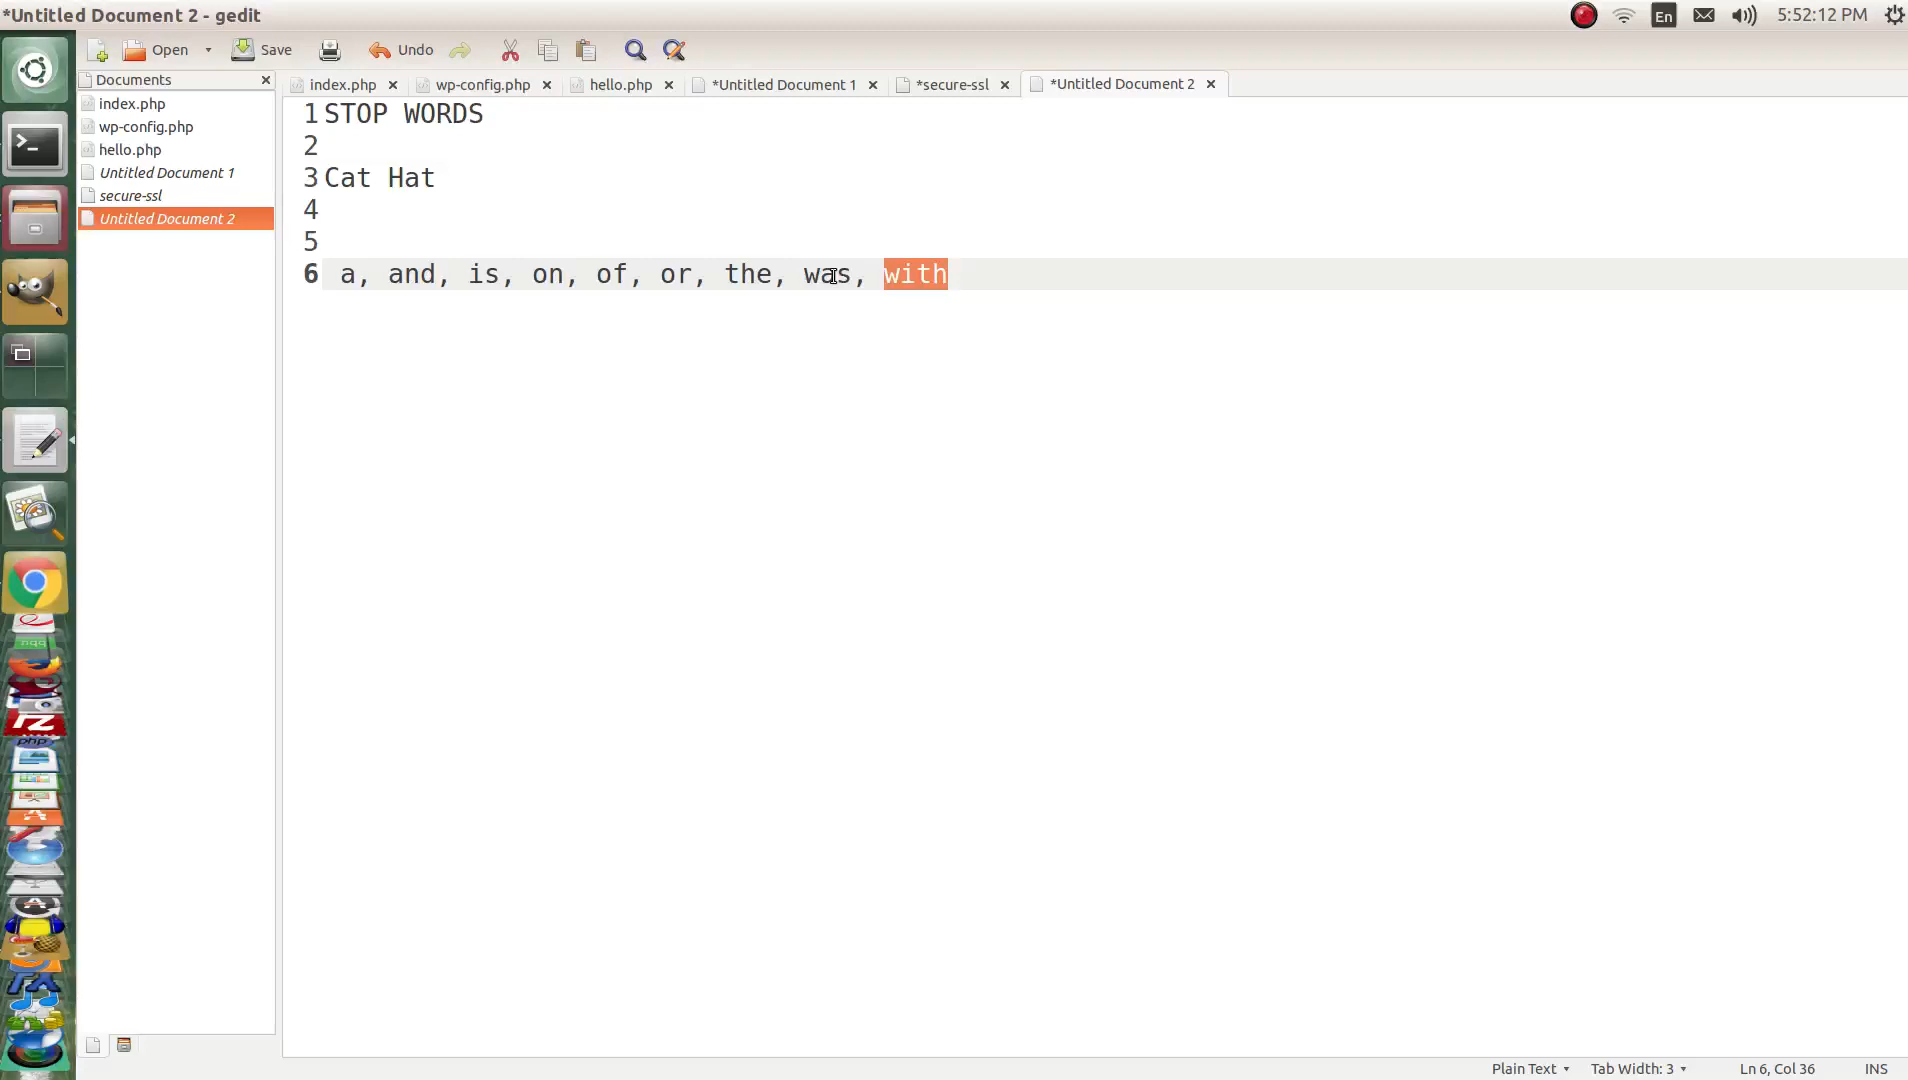 *Untitled Document 2 - gedit
En
5:52:12 PM
Open
Save
Undo
Documents
index.php
wp-config.php
hello.php
*Untitled Document 1
*secure-ssl
*Untitled Document 2
index.php
wp-config.php
hello.php
Untitled Document 1
secure-ssl
Untitled Document 2
1 STOP WORDS
2
3 Cat Hat
4
5
6 a, and, is, on, of, or, the, was, with
Plain Text
Tab Width: 3
Ln 6, Col 36
INS